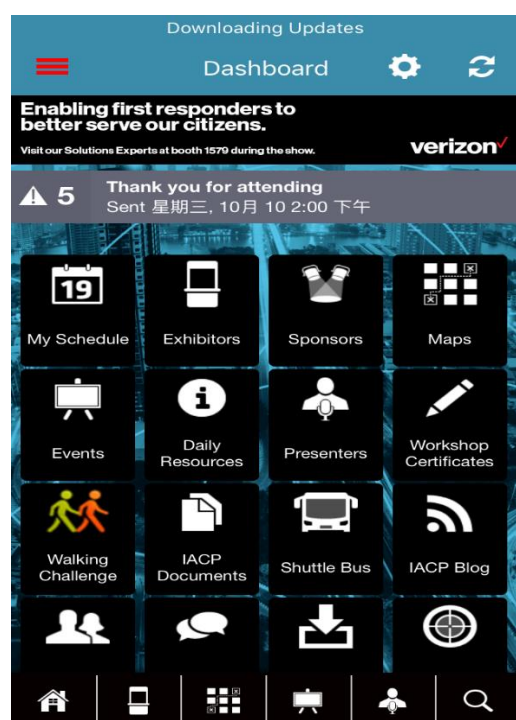 Downloading Updates
Dashboard
Enabling first responders to
better serve our citizens.
Visit our Solutions Experts at booth 1579 during the show.
verizon✓
5
Thank you for attending
Sent 星期三, 10月 10 2:00 下午
19
My Schedule
Exhibitors
Sponsors
Maps
Events
Daily
Resources
Presenters
Workshop
Certificates
Walking
Challenge
IACP
Documents
Shuttle Bus
IACP Blog